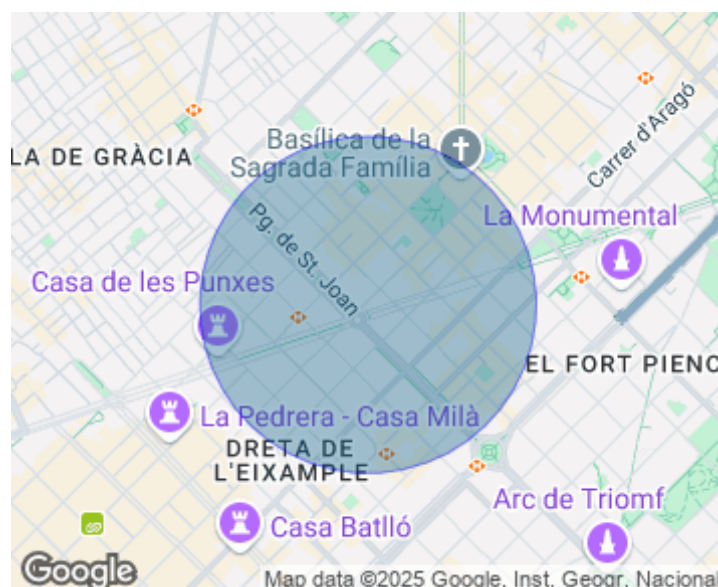 Basílica de la
Sagrada Família
Carrer d'Aragó
LA DE GRÀCIA
La Monumental
Pg. de St. Joan
Casa de les Punxes
EL FORT PIENC
La Pedrera - Casa Milà
DRETA DE
L'EIXAMPLE
Arc de Triomf
Casa Batlló
Google
Map data ©2025 Google, Inst. Geogr. Nacional